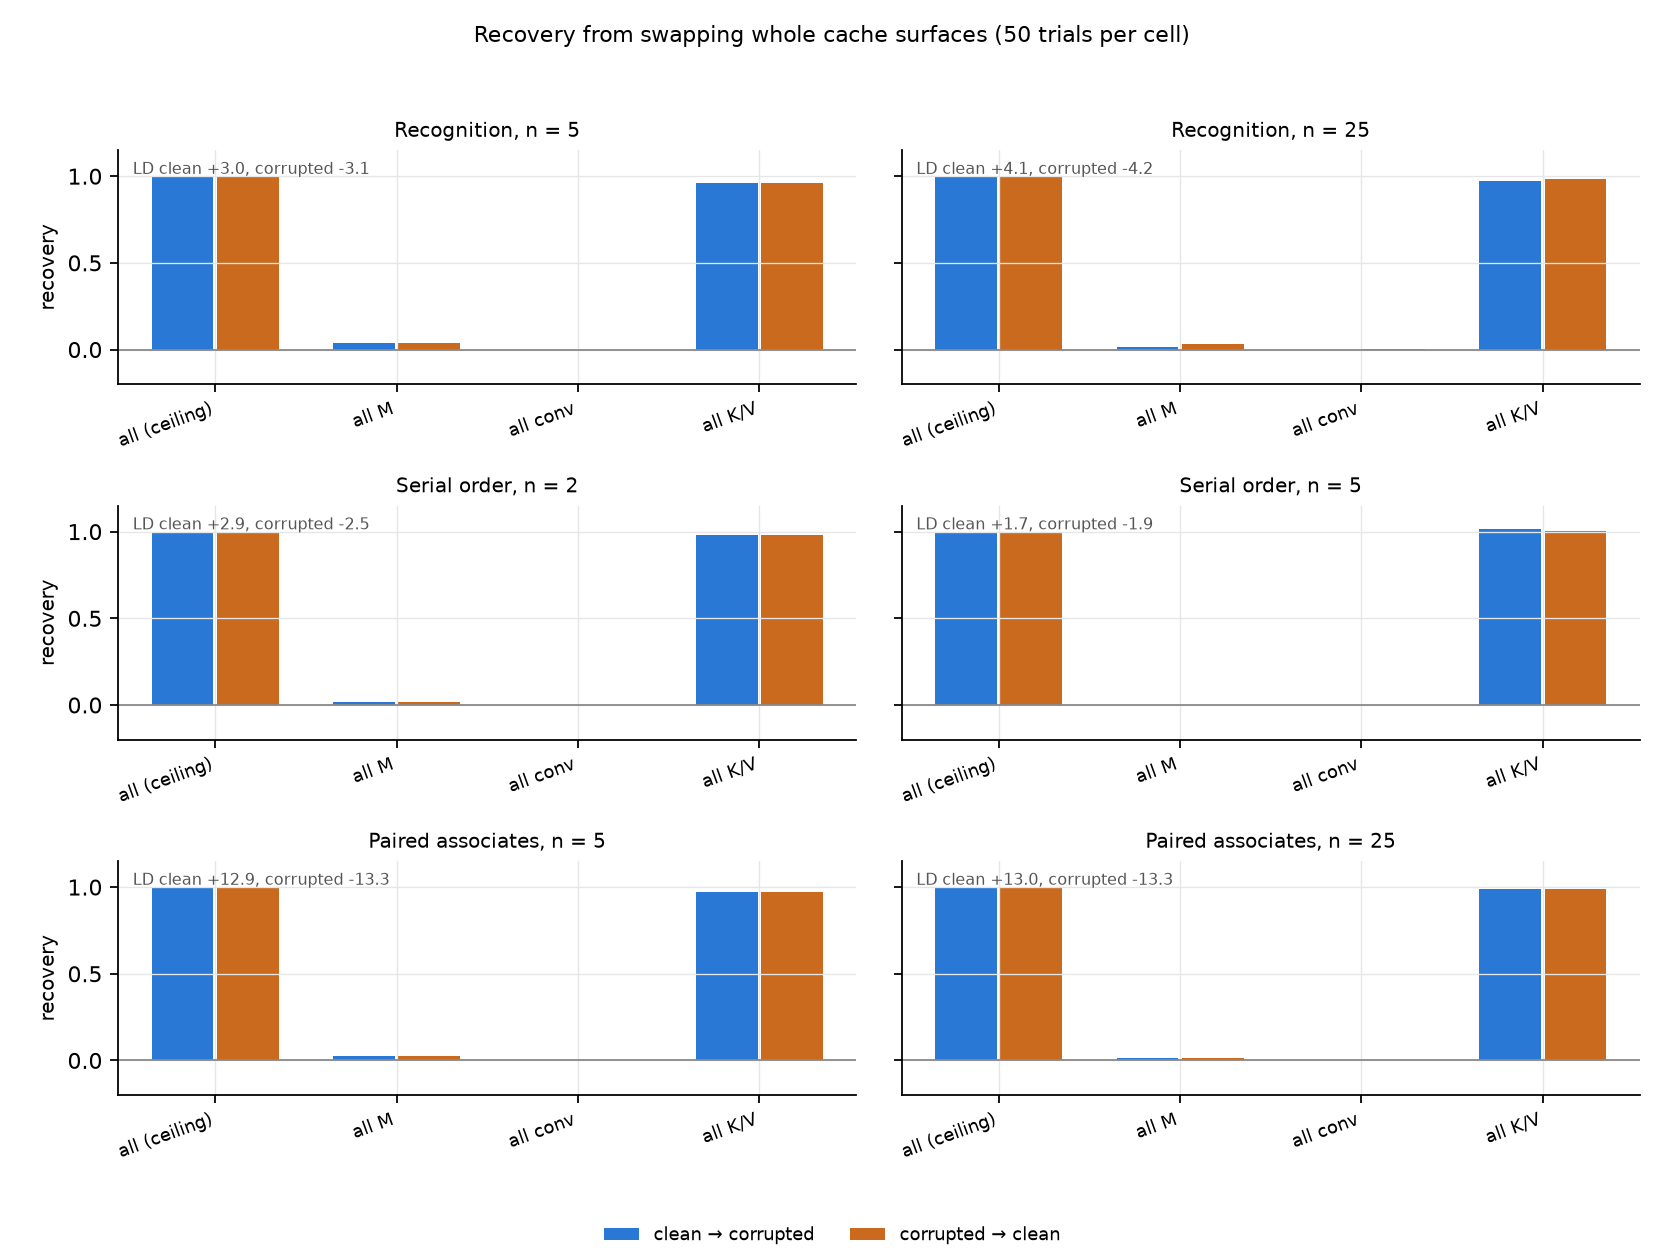 Recovery from swapping whole cache surfaces (50 trials per cell)
Recognition, n = 5
LD clean +3.0, corrupted -3.1
recovery
1.0
0.5
0.0
all (ceiling)
all M
all conv
all K/V
Recognition, n = 25
LD clean +4.1, corrupted -4.2
all (ceiling)
all M
all conv
all K/V
Serial order, n = 2
LD clean +2.9, corrupted -2.5
recovery
1.0
0.5
0.0
all (ceiling)
all M
all conv
all K/V
Serial order, n = 5
LD clean +1.7, corrupted -1.9
all (ceiling)
all M
all conv
all K/V
Paired associates, n = 5
LD clean +12.9, corrupted -13.3
recovery
1.0
0.5
0.0
all (ceiling)
all M
all conv
all K/V
Paired associates, n = 25
LD clean +13.0, corrupted -13.3
all (ceiling)
all M
all conv
all K/V
clean → corrupted
corrupted → clean